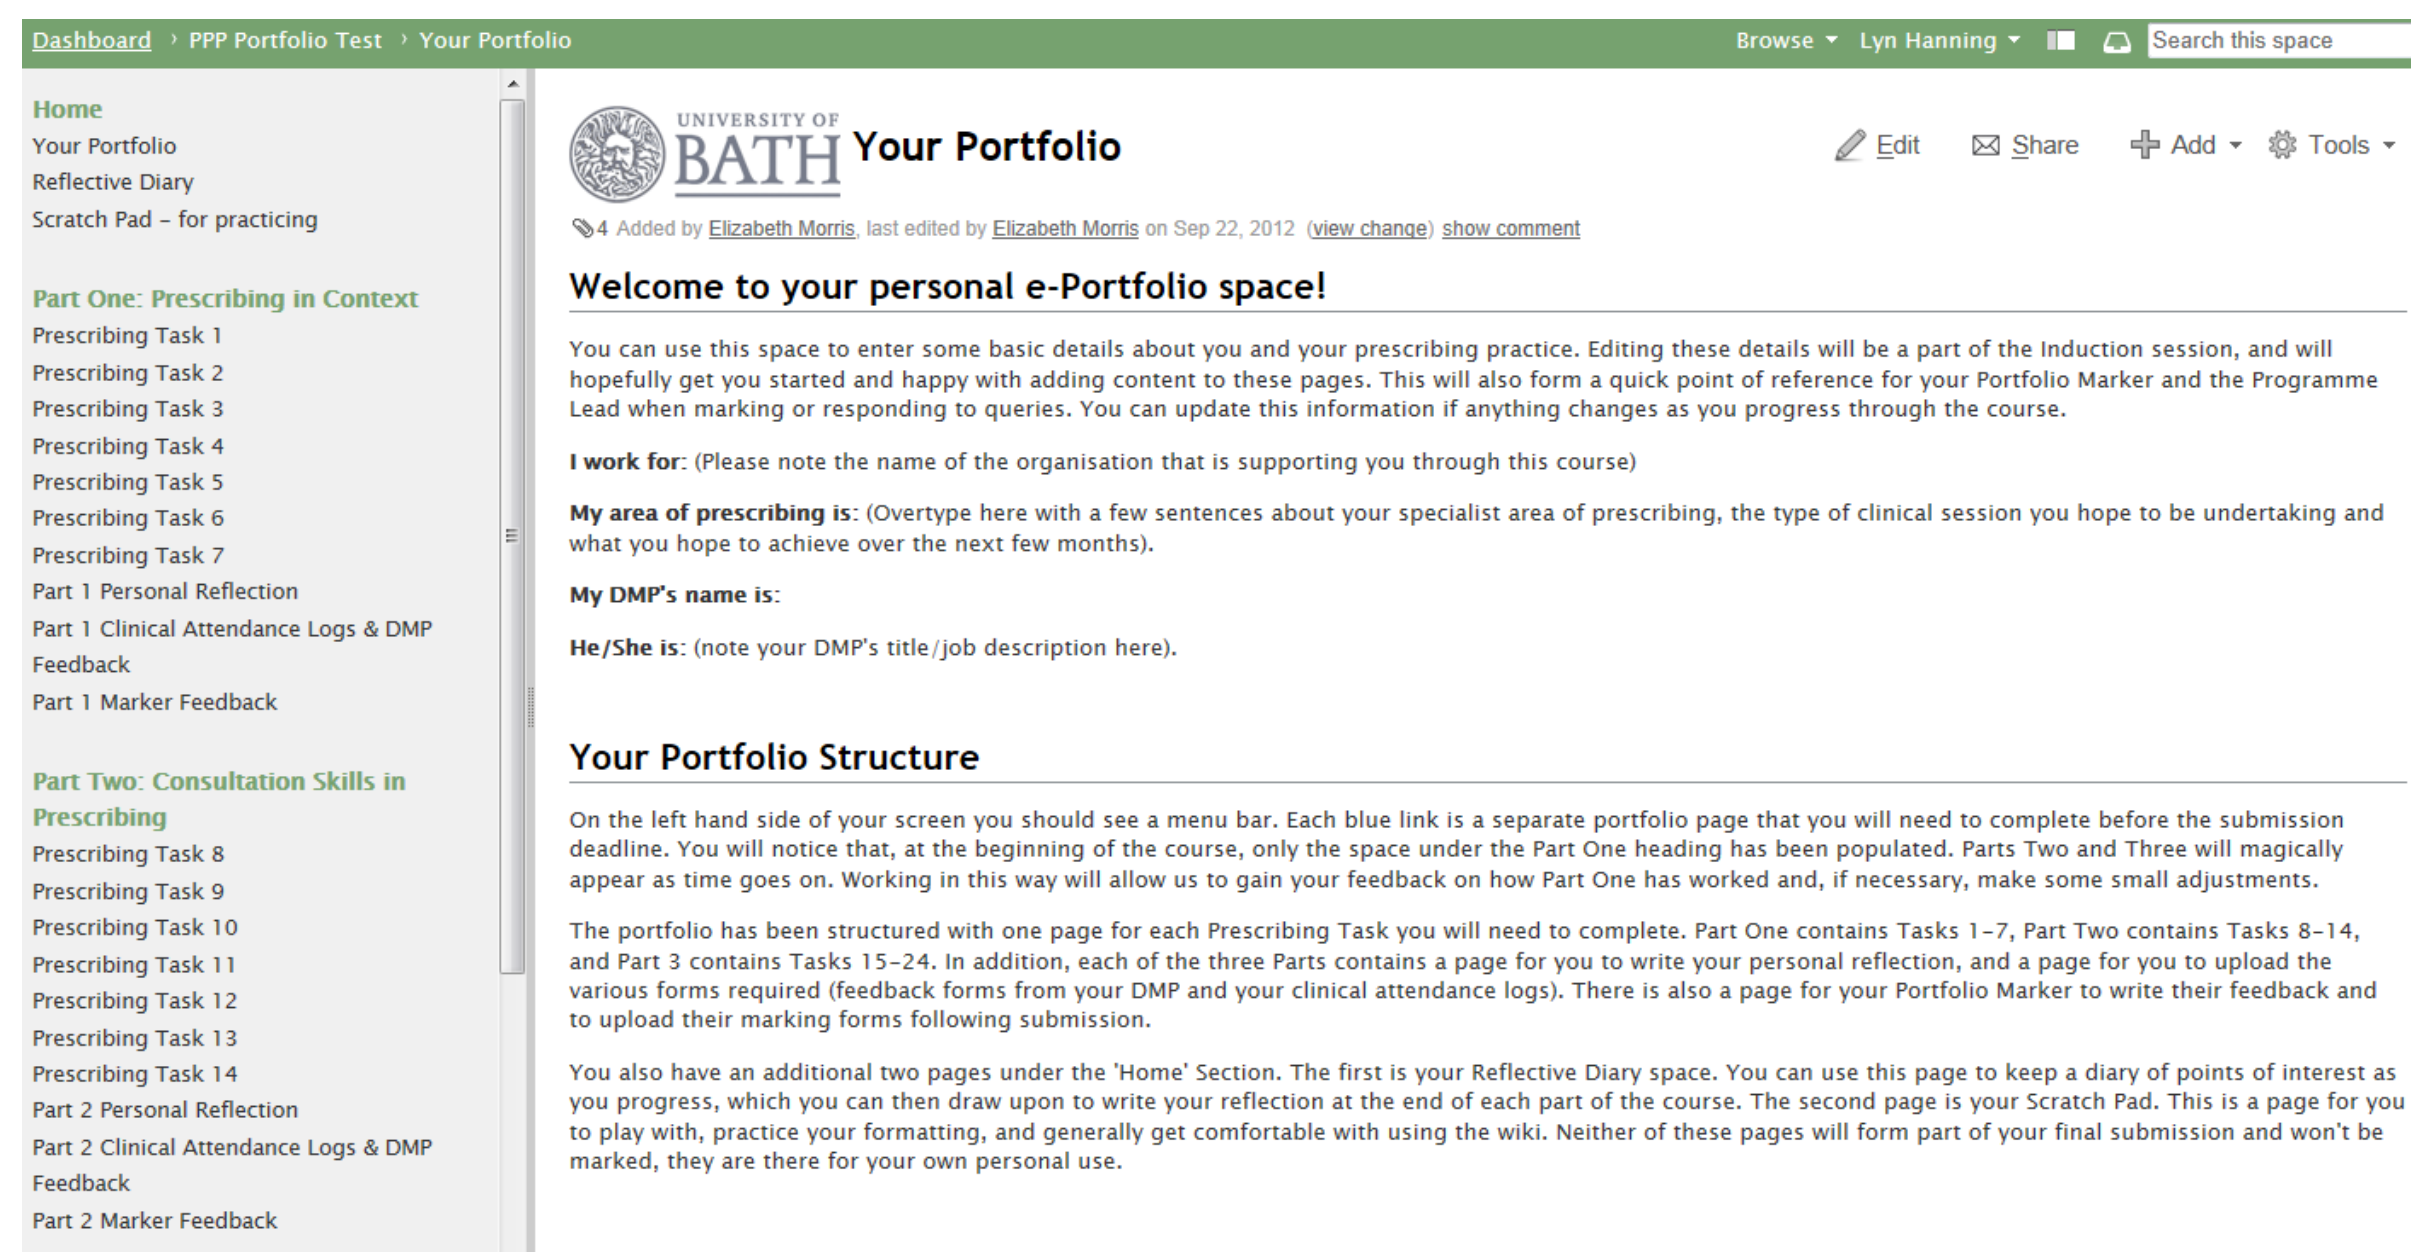 Dashboard › PPP Portfolio Test › Your Portfolio
Browse Lyn Hanning Search this space
Home
Your Portfolio
Reflective Diary
Scratch Pad – for practicing
Part One: Prescribing in Context
Prescribing Task 1
Prescribing Task 2
Prescribing Task 3
Prescribing Task 4
Prescribing Task 5
Prescribing Task 6
Prescribing Task 7
Part 1 Personal Reflection
Part 1 Clinical Attendance Logs & DMP
Feedback
Part 1 Marker Feedback
Part Two: Consultation Skills in
Prescribing
Prescribing Task 8
Prescribing Task 9
Prescribing Task 10
Prescribing Task 11
Prescribing Task 12
Prescribing Task 13
Prescribing Task 14
Part 2 Personal Reflection
Part 2 Clinical Attendance Logs & DMP
Feedback
Part 2 Marker Feedback
UNIVERSITY OF
BATH
Your Portfolio
Edit Share Add Tools
4 Added by Elizabeth Morris, last edited by Elizabeth Morris on Sep 22, 2012 (view change) show comment
Welcome to your personal e-Portfolio space!
You can use this space to enter some basic details about you and your prescribing practice. Editing these details will be a part of the Induction session, and will
hopefully get you started and happy with adding content to these pages. This will also form a quick point of reference for your Portfolio Marker and the Programme
Lead when marking or responding to queries. You can update this information if anything changes as you progress through the course.
I work for: (Please note the name of the organisation that is supporting you through this course)
My area of prescribing is: (Overtype here with a few sentences about your specialist area of prescribing, the type of clinical session you hope to be undertaking and
what you hope to achieve over the next few months).
My DMP's name is:
He/She is: (note your DMP's title/job description here).
Your Portfolio Structure
On the left hand side of your screen you should see a menu bar. Each blue link is a separate portfolio page that you will need to complete before the submission
deadline. You will notice that, at the beginning of the course, only the space under the Part One heading has been populated. Parts Two and Three will magically
appear as time goes on. Working in this way will allow us to gain your feedback on how Part One has worked and, if necessary, make some small adjustments.
The portfolio has been structured with one page for each Prescribing Task you will need to complete. Part One contains Tasks 1–7, Part Two contains Tasks 8–14,
and Part 3 contains Tasks 15–24. In addition, each of the three Parts contains a page for you to write your personal reflection, and a page for you to upload the
various forms required (feedback forms from your DMP and your clinical attendance logs). There is also a page for your Portfolio Marker to write their feedback and
to upload their marking forms following submission.
You also have an additional two pages under the 'Home' Section. The first is your Reflective Diary space. You can use this page to keep a diary of points of interest as
you progress, which you can then draw upon to write your reflection at the end of each part of the course. The second page is your Scratch Pad. This is a page for you
to play with, practice your formatting, and generally get comfortable with using the wiki. Neither of these pages will form part of your final submission and won't be
marked, they are there for your own personal use.